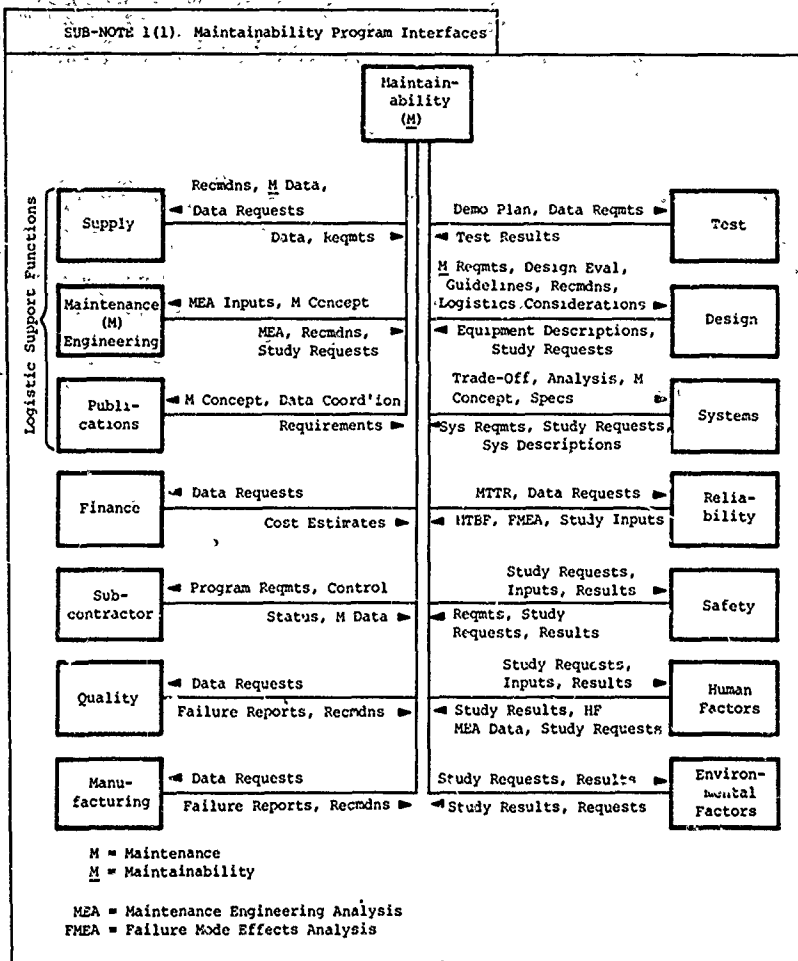 SUB-NOTE 1(1). Maintainability Program Interfaces
Maintain-
ability
(M)
Logistic Support Functions
Supply
Recmdns, M Data,
Data Requests
Data, Reqmts
Demo Plan, Data Reqmts
Test Results
Test
Maintenance
(M)
Engineering
MEA Inputs, M Concept
MEA, Recmdns,
Study Requests
M Reqmts, Design Eval,
Guidelines, Recmdns,
Logistics Considerations
Equipment Descriptions,
Study Requests
Design
Publi-
cations
M Concept, Data Coord'ion
Requirements
Trade-Off, Analysis, M
Concept, Specs
Sys Reqmts, Study Requests,
Sys Descriptions
Systems
Finance
Data Requests
Cost Estimates
MTTR, Data Requests
MTBF, FMEA, Study Inputs
Relia-
bility
Sub-
contractor
Program Reqmts, Control
Status, M Data
Study Requests,
Inputs, Results
Reqmts, Study
Requests, Results
Safety
Quality
Data Requests
Failure Reports, Recmdns
Study Requests,
Inputs, Results
Study Results, HF
MEA Data, Study Requests
Human
Factors
Manu-
facturing
Data Requests
Failure Reports, Recmdns
Study Requests, Results
Study Results, Requests
Environ-
mental
Factors
M = Maintenance
M = Maintainability
MEA = Maintenance Engineering Analysis
FMEA = Failure Mode Effects Analysis